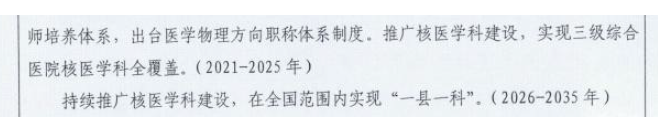 师培养体系，出台医学物理方向职称体系制度。推广核医学科建设，实现三级综合
医院核医学科全覆盖。(2021-2025 年)
持续推广核医学科建设，在全国范围内实现“一县一科”。(2026-2035 年)